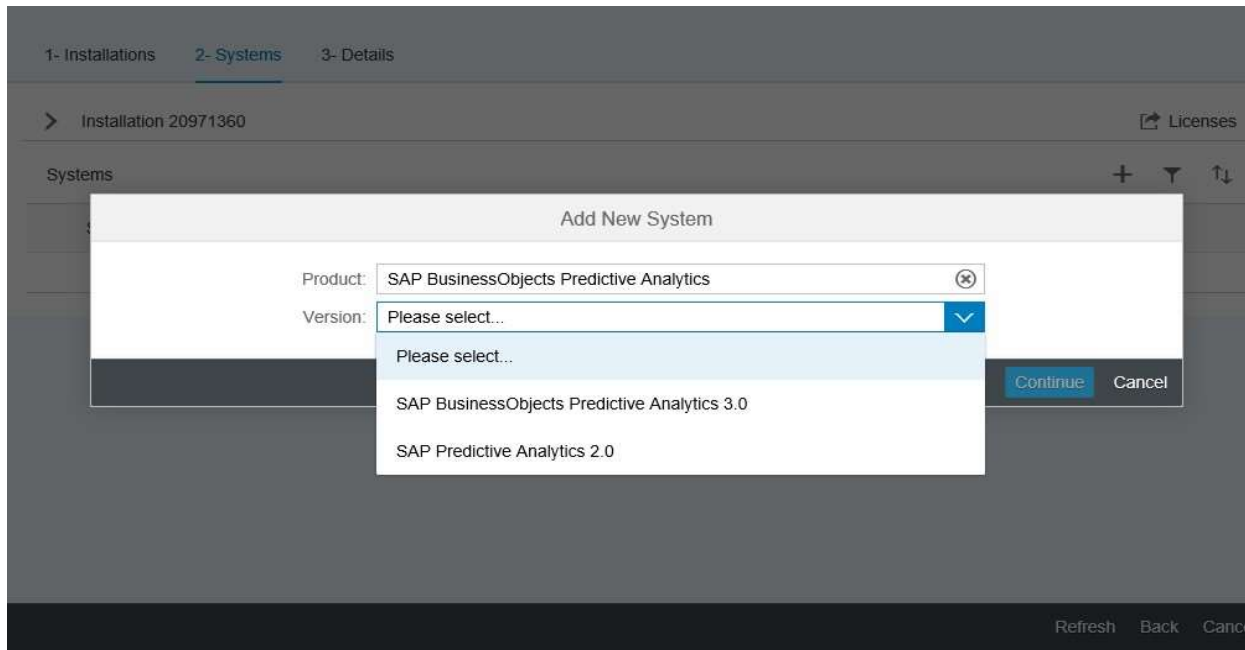 1- Installations 2- Systems 3- Details
Installation 20971360 Licenses
Systems
Add New System
Product: SAP BusinessObjects Predictive Analytics
Version: Please select...
Please select...
SAP BusinessObjects Predictive Analytics 3.0
SAP Predictive Analytics 2.0
Continue Cancel
Refresh Back